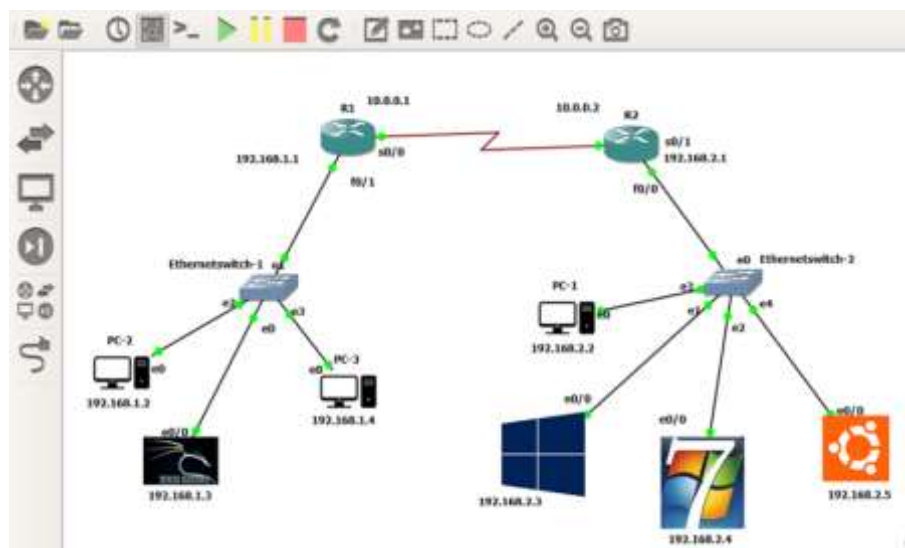 10.0.0.1
R1
s0/0
192.168.1.1
f0/1
10.0.0.2
R2
s0/1
192.168.2.1
f0/0
Ethernetswitch-1
e0
e3
PC-2
e0
192.168.1.2
PC-3
e0
192.168.1.4
e0/0
192.168.1.3
e0
Ethernetswitch-2
e4
e2
PC-1
e0
192.168.2.2
e0/0
192.168.2.3
e0/0
7
192.168.2.4
e0/0
192.168.2.5